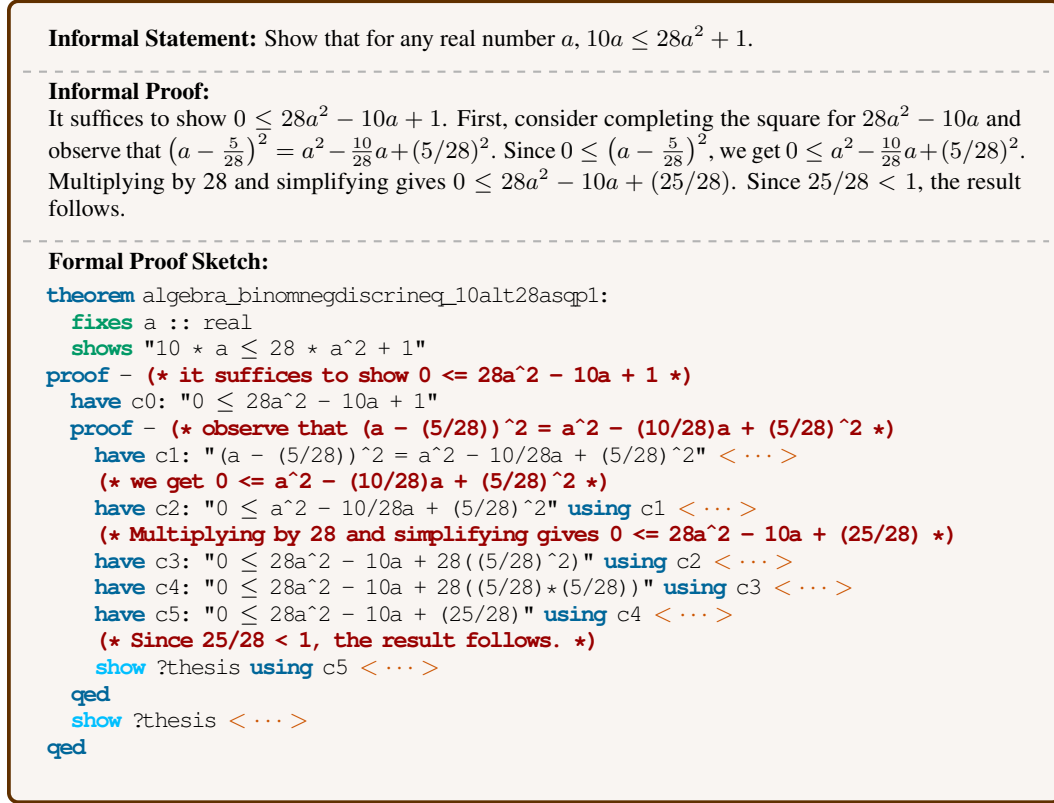 Informal Statement: Show that for any real number a, 10a ≤ 28a² + 1.
Informal Proof:
It suffices to show 0 ≤ 28a² − 10a + 1. First, consider completing the square for 28a² − 10a and
observe that (a − 5/28)² = a² − 10/28 a + (5/28)². Since 0 ≤ (a − 5/28)², we get 0 ≤ a² − 10/28 a + (5/28)².
Multiplying by 28 and simplifying gives 0 ≤ 28a² − 10a + (25/28). Since 25/28 < 1, the result
follows.
Formal Proof Sketch:
theorem algebra_binomnegdiscrineq_10alt28asqp1:
  fixes a :: real
  shows "10 * a ≤ 28 * a^2 + 1"
proof - (* it suffices to show 0 <= 28a^2 - 10a + 1 *)
  have c0: "0 ≤ 28a^2 - 10a + 1"
  proof - (* observe that (a - (5/28))^2 = a^2 - (10/28)a + (5/28)^2 *)
    have c1: "(a - (5/28))^2 = a^2 - 10/28a + (5/28)^2" < ··· >
    (* we get 0 <= a^2 - (10/28)a + (5/28)^2 *)
    have c2: "0 ≤ a^2 - 10/28a + (5/28)^2" using c1 < ··· >
    (* Multiplying by 28 and simplifying gives 0 <= 28a^2 - 10a + (25/28) *)
    have c3: "0 ≤ 28a^2 - 10a + 28((5/28)^2)" using c2 < ··· >
    have c4: "0 ≤ 28a^2 - 10a + 28((5/28)*(5/28))" using c3 < ··· >
    have c5: "0 ≤ 28a^2 - 10a + (25/28)" using c4 < ··· >
    (* Since 25/28 < 1, the result follows. *)
    show ?thesis using c5 < ··· >
  qed
  show ?thesis < ··· >
qed